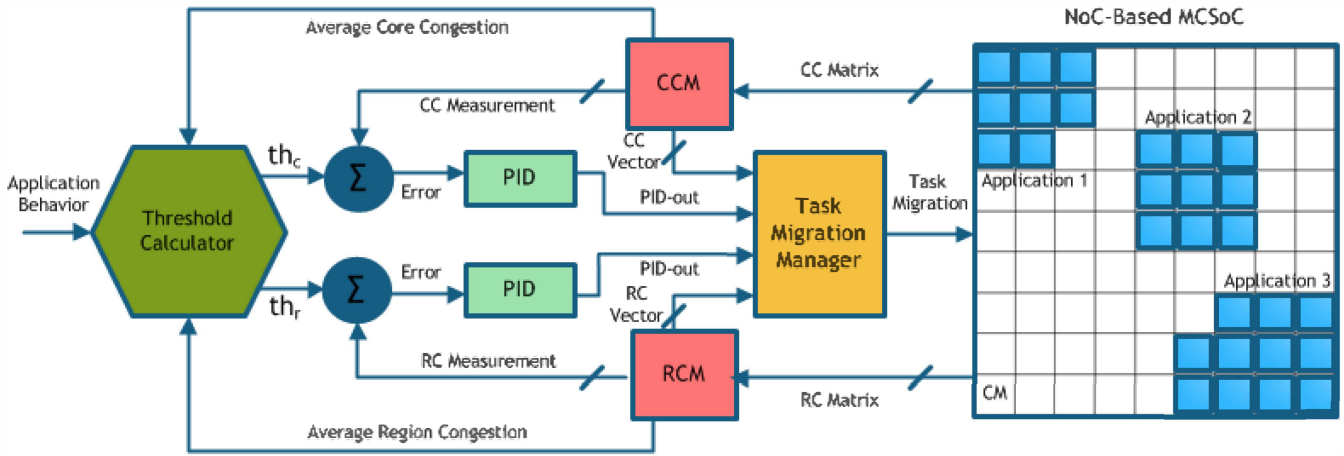 NoC-Based MCSoC
Average Core Congestion
CCM
CC Matrix
CC Measurement
CC
Vector
Application 1
Application 2
Application 3
CM
Application
Behavior
Threshold
Calculator
th_c
th_r
Σ
Error
PID
PID-out
Σ
Error
PID
PID-out
Task
Migration
Manager
Task
Migration
RC
Vector
RC Measurement
RCM
RC Matrix
Average Region Congestion